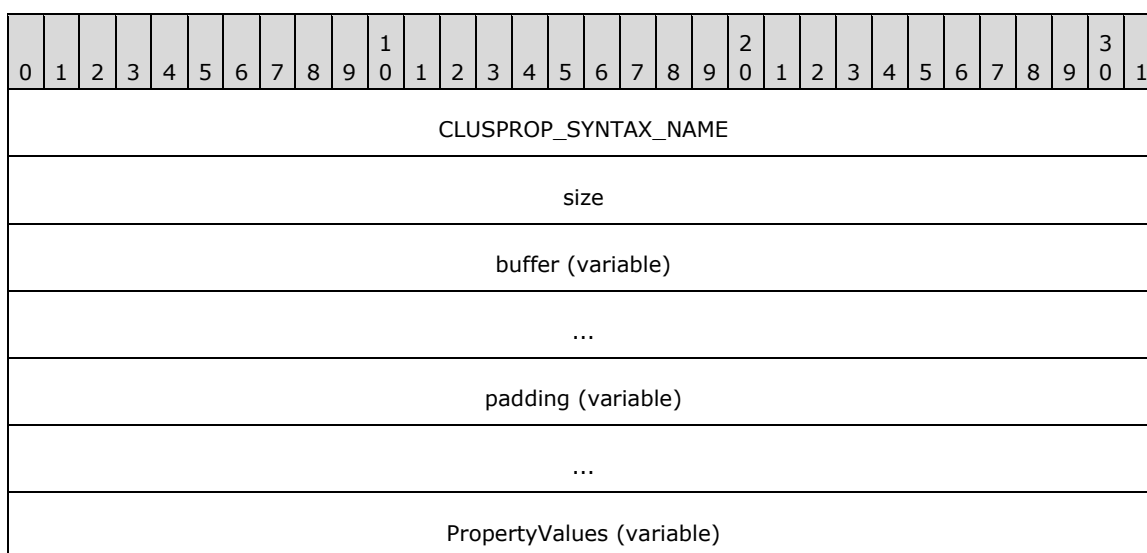 1 2 3
0 1 2 3 4 5 6 7 8 9 0 1 2 3 4 5 6 7 8 9 0 1 2 3 4 5 6 7 8 9 0 1
CLUSPROP_SYNTAX_NAME
size
buffer (variable)
...
padding (variable)
...
PropertyValues (variable)